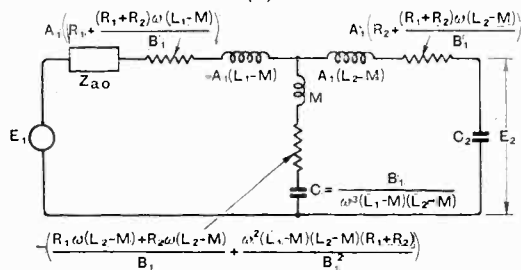 A₁(R₁+ (R₁+R₂)ω(L₁-M) / B₁)
A₁(R₂+ (R₁+R₂)ω(L₂-M) / B₁)
Zao
A₁(L₁-M)
A₁(L₂-M)
M
E₁
C₂
E₂
C = B₁ / ω³(L₁-M)(L₂-M)
-(R₁ω(L₂-M)+R₂ω(L₂-M) / B₁ + ω²(L₁-M)(L₂-M)(R₁+R₂) / B₁²)